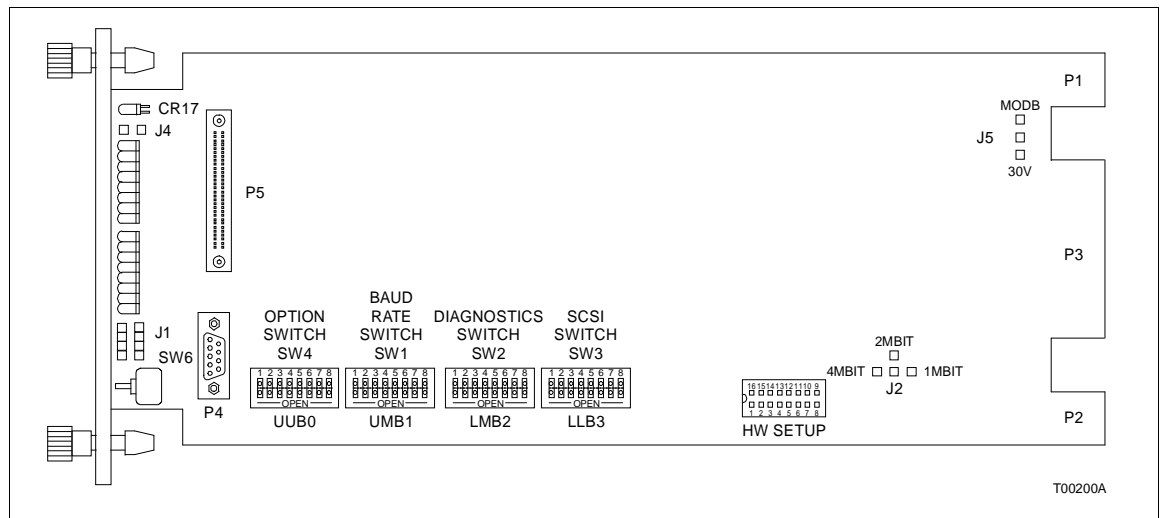 P1
CR17
MODB
J4
J5
30V
P5
P3
OPTION
SWITCH
SW4
BAUD
RATE
SWITCH
SW1
DIAGNOSTICS
SWITCH
SW2
SCSI
SWITCH
SW3
J1
SW6
P4
1 2 3 4 5 6 7 8
OPEN
UUB0
1 2 3 4 5 6 7 8
OPEN
UMB1
1 2 3 4 5 6 7 8
OPEN
LMB2
1 2 3 4 5 6 7 8
OPEN
LLB3
2MBIT
4MBIT 1MBIT
J2
16 15 14 13 12 11 10 9
1 2 3 4 5 6 7 8
HW SETUP
P2
T00200A